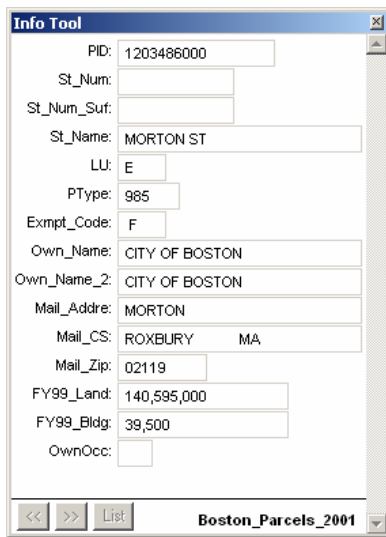 Info Tool
PID: 1203486000
St_Num:
St_Num_Suf:
St_Name: MORTON ST
LU: E
PType: 985
Exmpt_Code: F
Own_Name: CITY OF BOSTON
Own_Name_2: CITY OF BOSTON
Mail_Addre: MORTON
Mail_CS: ROXBURY MA
Mail_Zip: 02119
FY99_Land: 140,595,000
FY99_Bldg: 39,500
OwnOcc:
<< >> List Boston_Parcels_2001